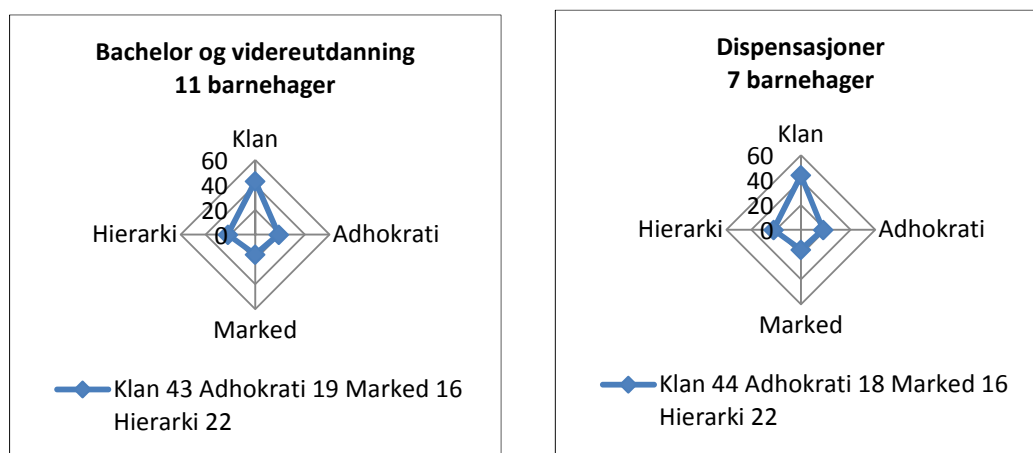 Bachelor og videreutdanning
11 barnehager
Klan
60
40
20
0
Hierarki
Adhokrati
Marked
Klan 43 Adhokrati 19 Marked 16
Hierarki 22
Dispensasjoner
7 barnehager
Klan
60
40
20
0
Hierarki
Adhokrati
Marked
Klan 44 Adhokrati 18 Marked 16
Hierarki 22